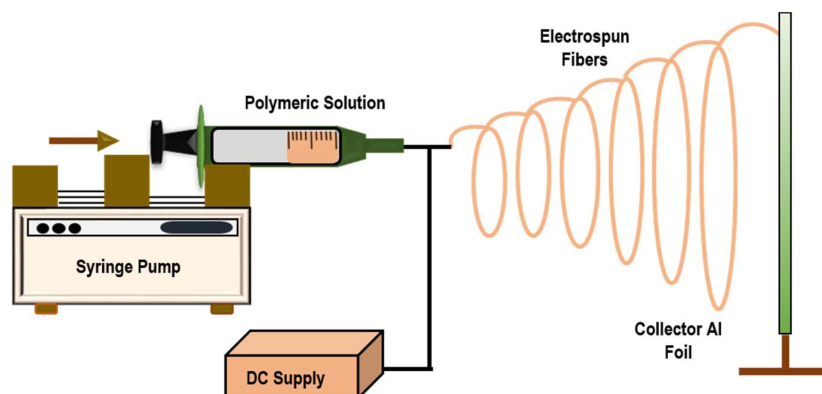 Electrospun
Fibers
Polymeric Solution
Syringe Pump
Collector Al
Foil
DC Supply